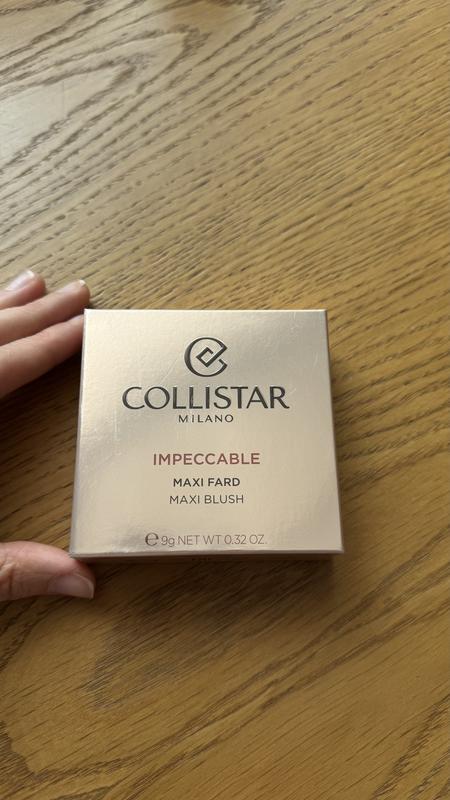 COLLISTAR
MILANO
IMPECCABLE
MAXI FARD
MAXI BLUSH
℮ 9g NET WT 0.32 OZ.